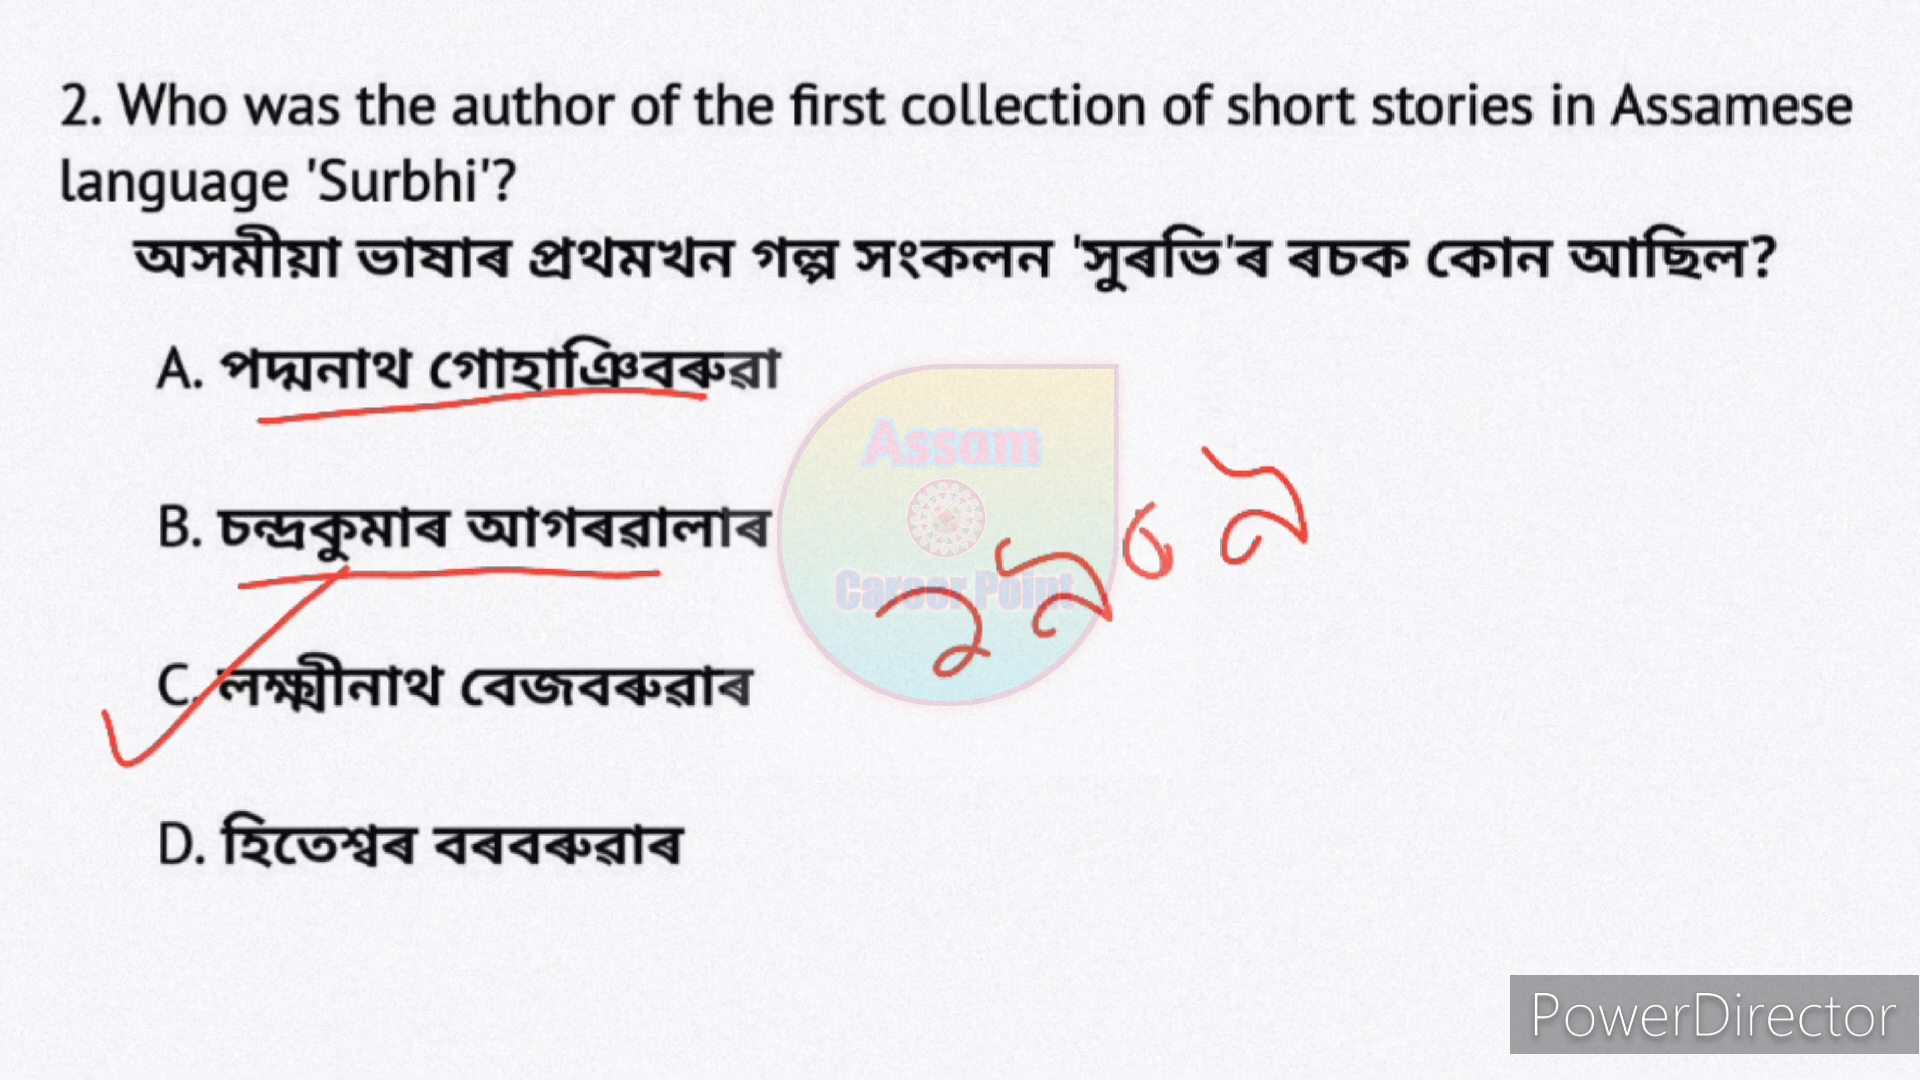 2. Who was the author of the first collection of short stories in Assamese
language 'Surbhi'?
অসমীয়া ভাষাৰ প্ৰথমখন গল্প সংকলন 'সুৰভি'ৰ ৰচক কোন আছিল?
A. পদ্মনাথ গোহাঞিবৰুৱা
B. চন্দ্ৰকুমাৰ আগৰৱালাৰ
C. লক্ষ্মীনাথ বেজবৰুৱাৰ
D. হিতেশ্বৰ বৰবৰুৱাৰ
Assam
Career Point
PowerDirector